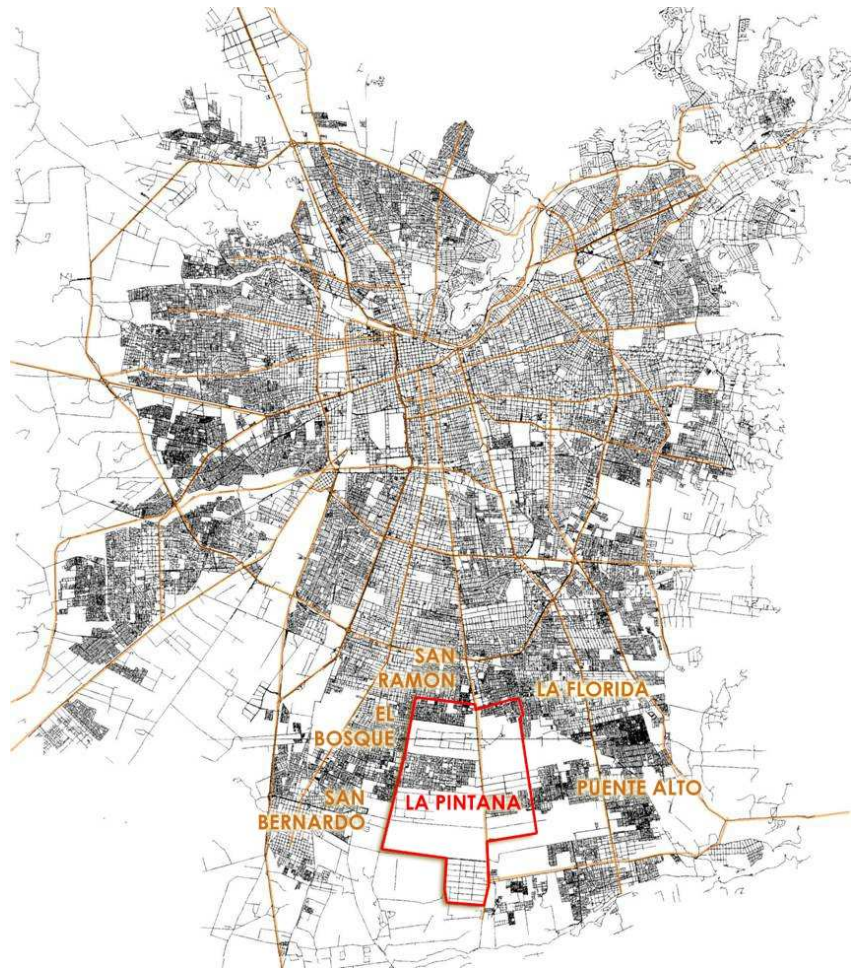 SAN
RAMON
LA FLORIDA
EL
BOSQUE
PUENTE ALTO
SAN
BERNARDO
LA PINTANA